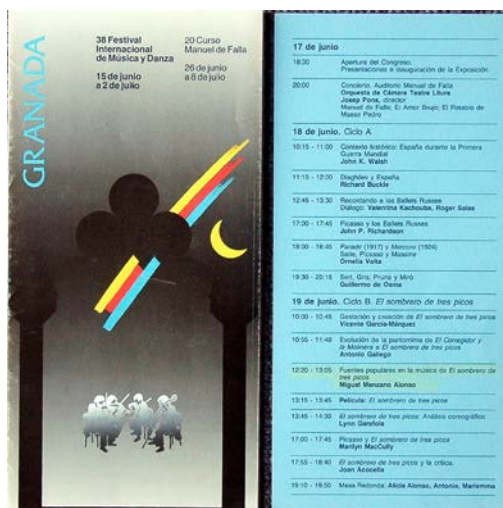 GRANADA
38 Festival
Internacional
de Música y Danza
15 de junio
a 2 de julio
20 Curso
Manuel de Falla
26 de junio
a 8 de julio
17 de junio
18:30 Apertura del Congreso.
Presentaciones e inauguración de la Exposición
20:00 Concierto. Auditorio Manuel de Falla
Orquesta de Cámara Teatre Lliure
Josep Pons, director
Manuel de Falla: El Amor Brujo; El Retablo de
Maese Pedro
18 de junio. Ciclo A
10:15 - 11:00 Contexto histórico: España durante la Primera
Guerra Mundial
John K. Walsh
11:15 - 12:00 Diaghilev y España
Richard Buckle
12:45 - 13:30 Recordando a los Ballets Russes
Diálogo: Valentina Kachouba, Roger Salas
17:30 - 17:45 Picasso y los Ballets Russes
John P. Richardson
18:30 - 18:45 Parade (1917) y Mercure (1924)
Satie, Picasso y Massine
Ornella Volta
19:30 - 20:15 Sert, Gris, Pruna y Miró
Guillermo de Osma
19 de junio. Ciclo B. El sombrero de tres picos
10:00 - 10:45 Gestación y creación de El sombrero de tres picos
Vicente García-Márquez
10:55 - 11:40 Evolución de la pantomima de El Corregidor y
la Molinera a El sombrero de tres picos
Antonio Gallego
12:20 - 13:05 Fuentes populares en la música de El sombrero de
tres picos
Miguel Manzano Alonso
13:15 - 13:45 Película: El sombrero de tres picos
13:45 - 14:30 El sombrero de tres picos: Análisis coreográfico
Lynn Garafola
17:00 - 17:45 Picasso y El sombrero de tres picos
Marilyn MacCully
17:55 - 18:40 El sombrero de tres picos y la crítica.
Joan Acocella
19:10 - 19:50 Mesa Redonda: Alicia Alonso, Antonio, Mariemma